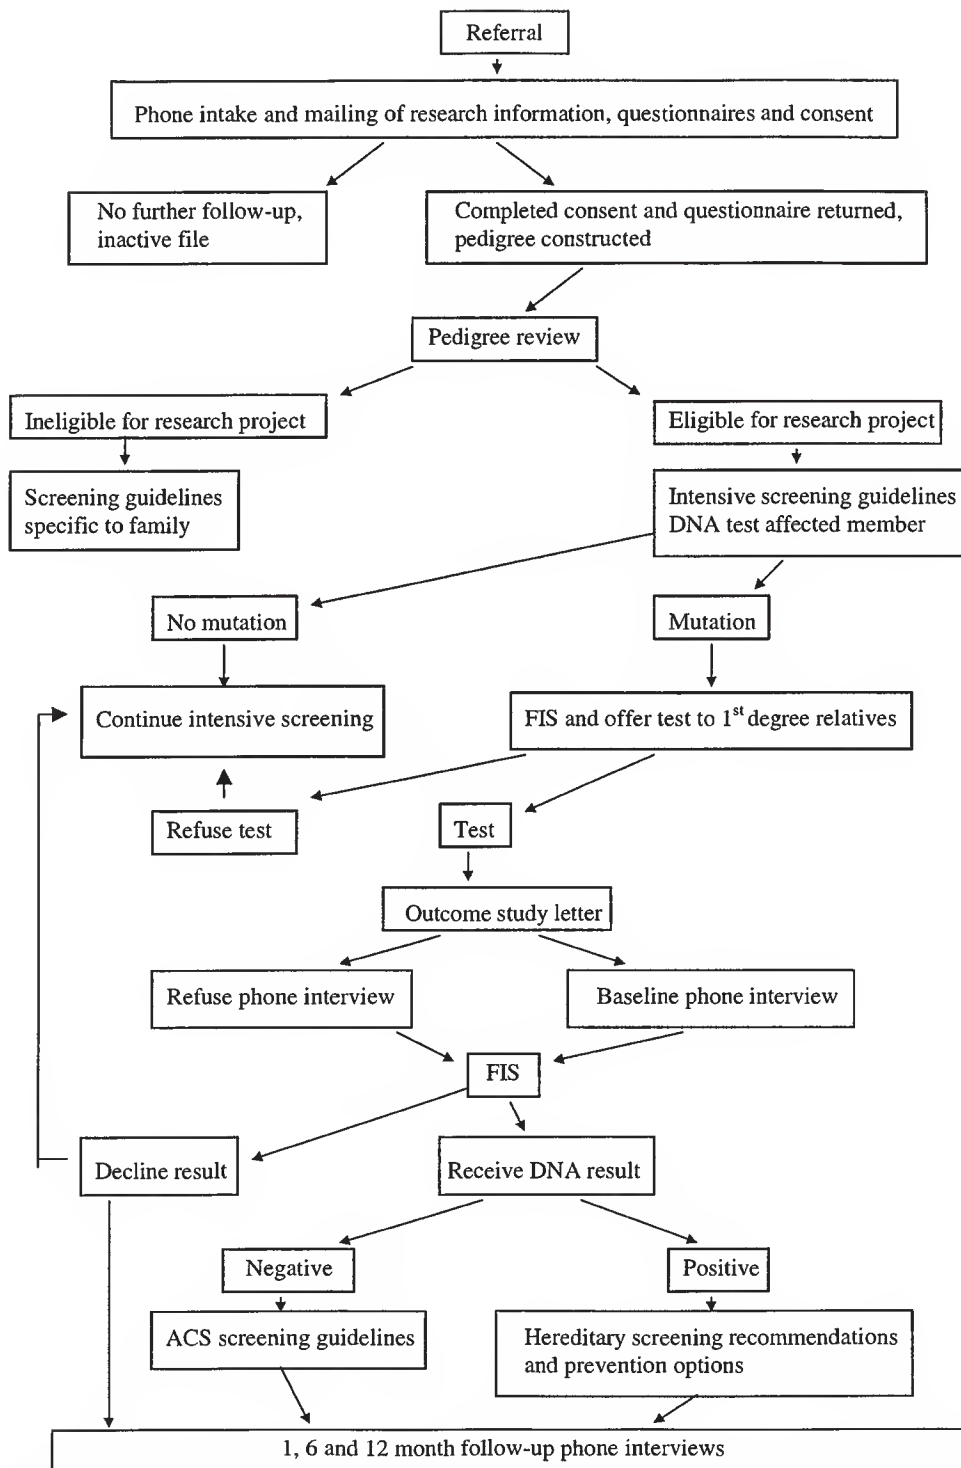 Referral
Phone intake and mailing of research information, questionnaires and consent
No further follow-up,
inactive file
Completed consent and questionnaire returned,
pedigree constructed
Pedigree review
Ineligible for research project
Eligible for research project
Screening guidelines
specific to family
Intensive screening guidelines
DNA test affected member
No mutation
Mutation
Continue intensive screening
FIS and offer test to 1st degree relatives
Refuse test
Test
Outcome study letter
Refuse phone interview
Baseline phone interview
FIS
Decline result
Receive DNA result
Negative
Positive
ACS screening guidelines
Hereditary screening recommendations
and prevention options
1, 6 and 12 month follow-up phone interviews